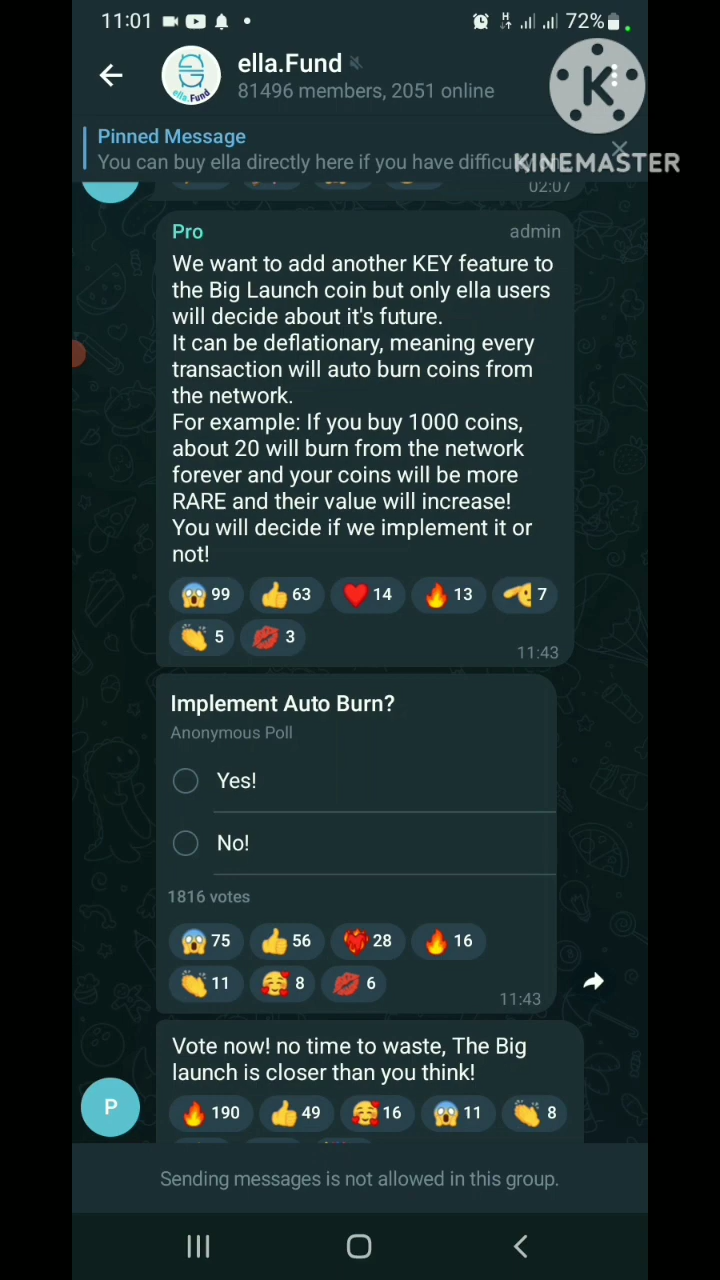 11:01
72%
ella.Fund
81496 members, 2051 online
K
KINEMASTER
Pinned Message
You can buy ella directly here if you have difficu
02:07
Pro admin
We want to add another KEY feature to
the Big Launch coin but only ella users
will decide about it's future.
It can be deflationary, meaning every
transaction will auto burn coins from
the network.
For example: If you buy 1000 coins,
about 20 will burn from the network
forever and your coins will be more
RARE and their value will increase!
You will decide if we implement it or
not!
99 63 14 13 7
5 3
11:43
Implement Auto Burn?
Anonymous Poll
Yes!
No!
1816 votes
75 56 28 16
11 8 6
11:43
Vote now! no time to waste, The Big
launch is closer than you think!
P
190 49 16 11 8
Sending messages is not allowed in this group.